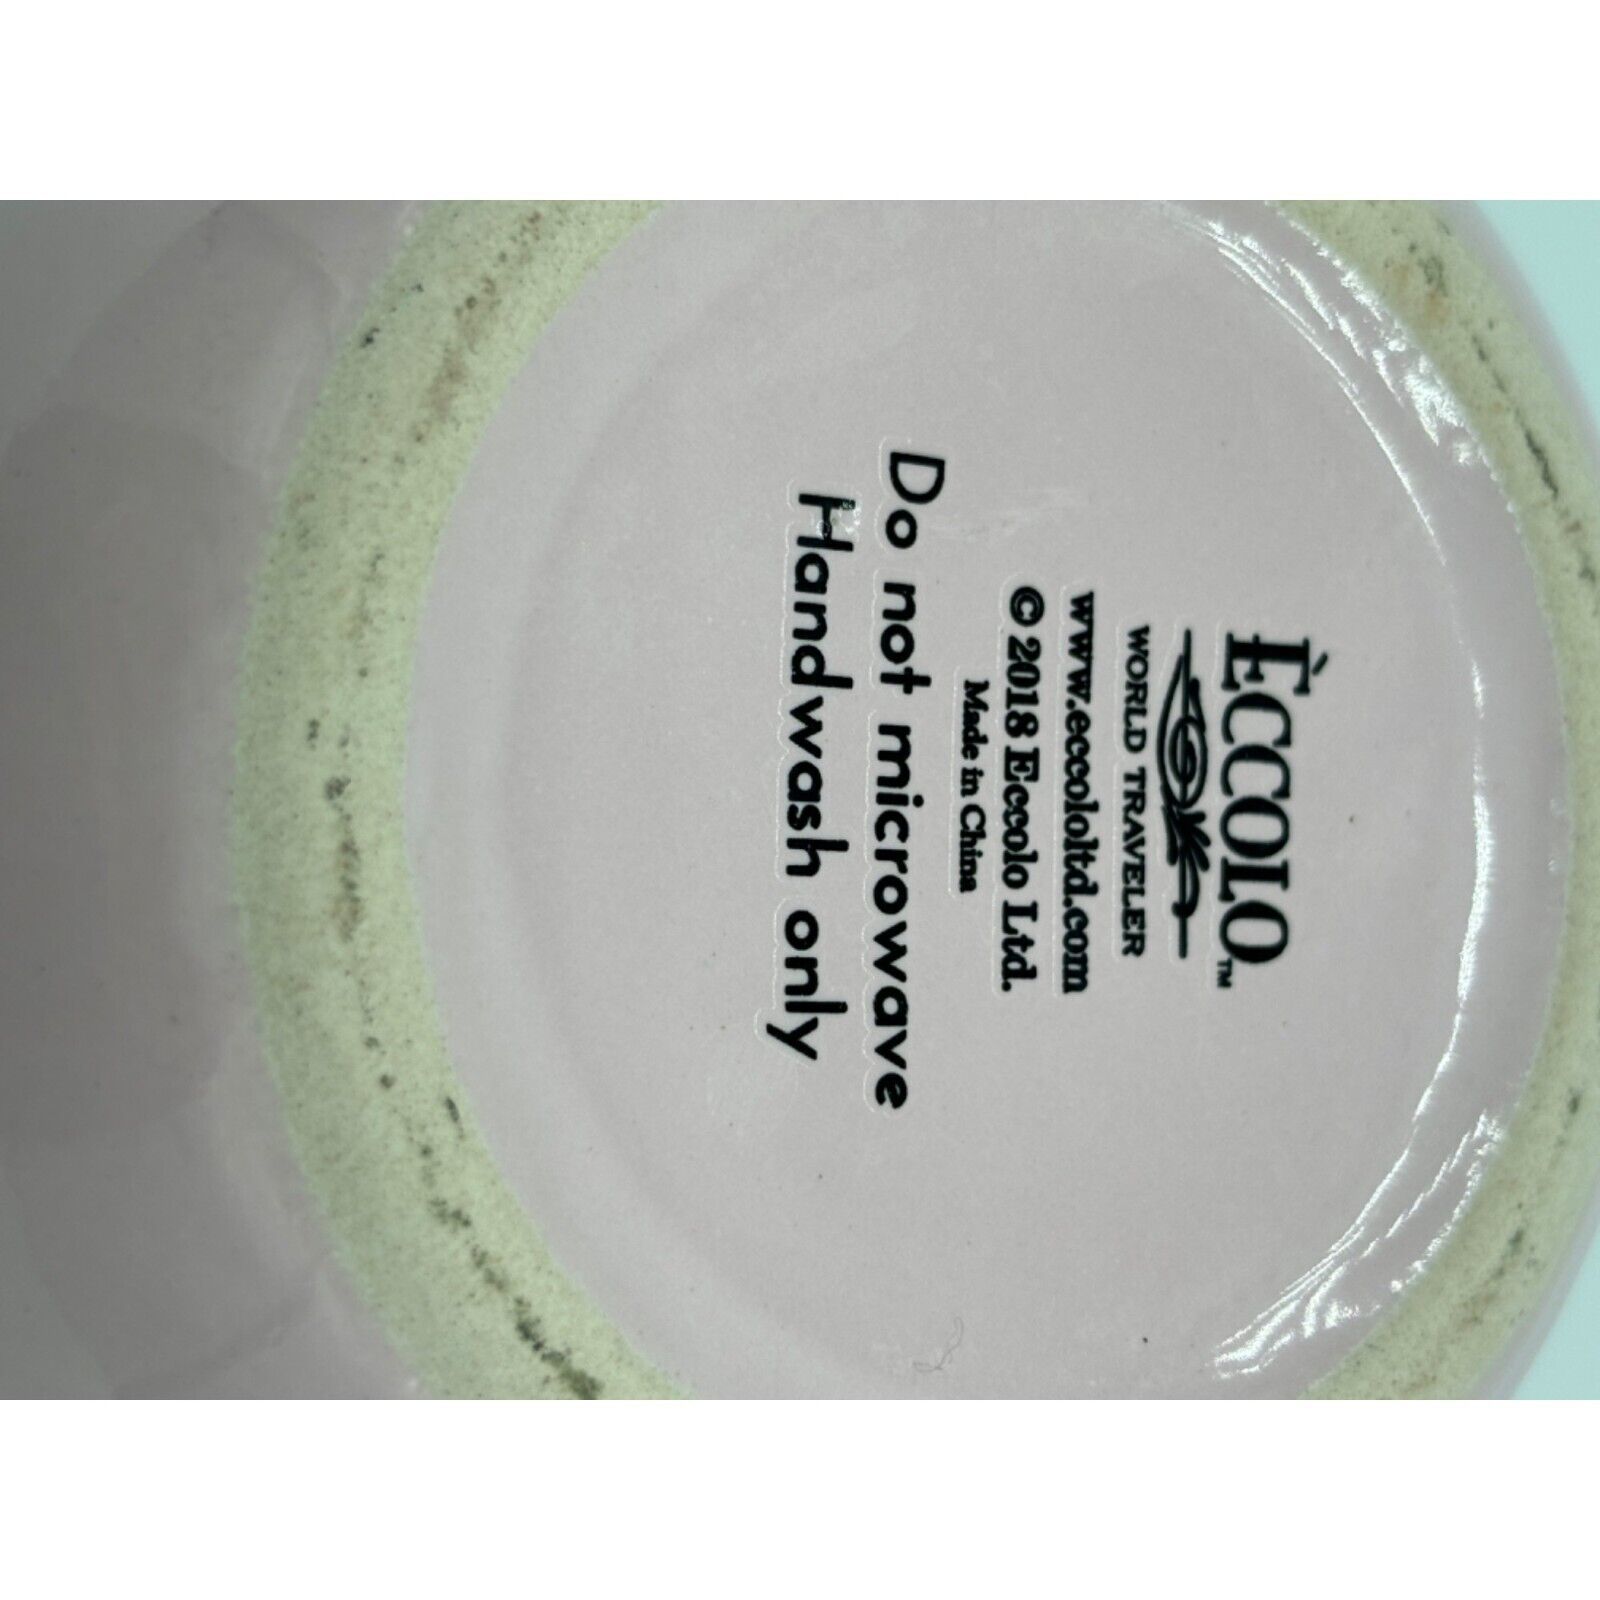 ÈCCOLO™
WORLD TRAVELER
www.eccololtd.com
© 2018 Eccolo Ltd.
Made in China
Do not microwave
Handwash only